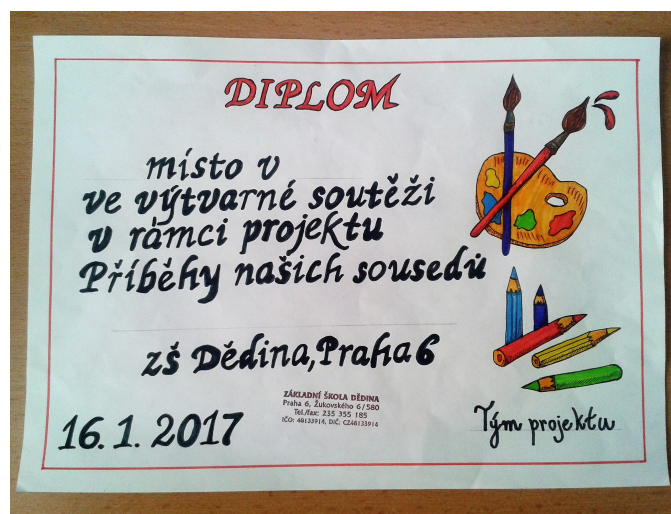 DIPLOM
místo v
ve výtvarné soutěži
v rámci projektu
Příběhy našich sousedů
ZŠ Dědina, Praha 6
ZÁKLADNÍ ŠKOLA DĚDINA
Praha 6, Žukovského 6/580
Tel./fax: 235 355 185
IČO: 48133914, DIČ: CZ48133914
16. 1. 2017
Tým projektu